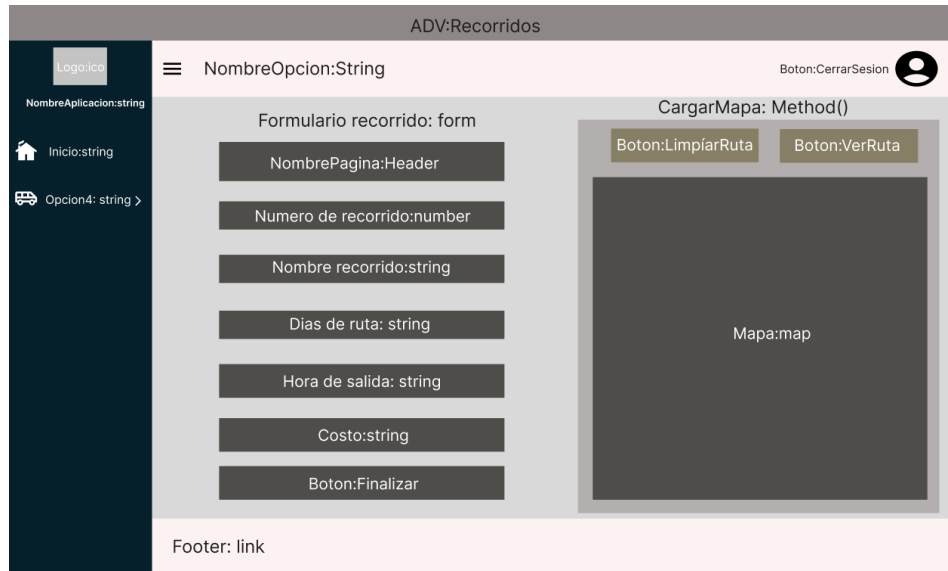 ADV:Recorridos
Logo:ico
NombreAplicacion:string
Inicio:string
Opcion4: string
NombreOpcion:String
Boton:CerrarSesion
Formulario recorrido: form
NombrePagina:Header
Numero de recorrido:number
Nombre recorrido:string
Dias de ruta: string
Hora de salida: string
Costo:string
Boton:Finalizar
CargarMapa: Method()
Boton:LimpíarRuta
Boton:VerRuta
Mapa:map
Footer: link